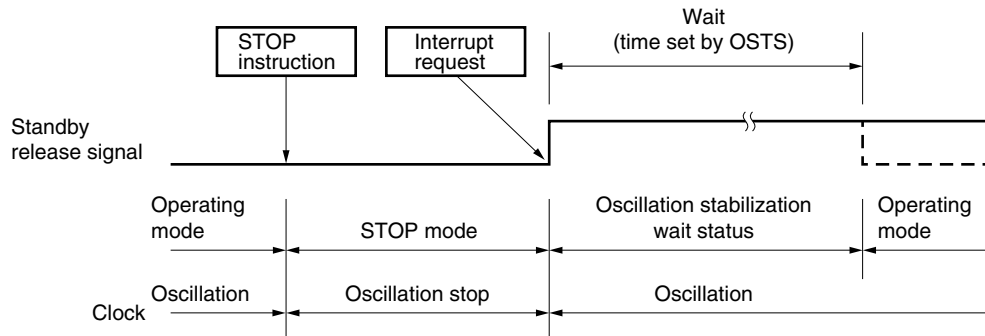 Wait
(time set by OSTS)
STOP
instruction
Interrupt
request
Standby
release signal
Operating
mode
STOP mode
Oscillation stabilization
wait status
Operating
mode
Clock
Oscillation
Oscillation stop
Oscillation